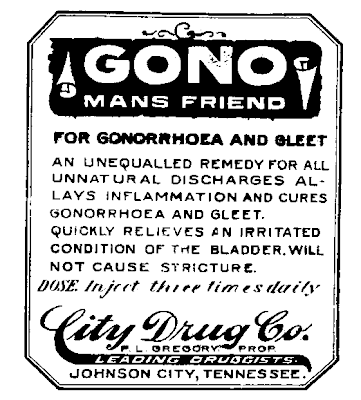 GONO
MANS FRIEND
FOR GONORRHOEA AND GLEET
AN UNEQUALLED REMEDY FOR ALL
UNNATURAL DISCHARGES AL-
LAYS INFLAMMATION AND CURES
GONORRHOEA AND GLEET.
QUICKLY RELIEVES AN IRRITATED
CONDITION OF THE BLADDER. WILL
NOT CAUSE STRICTURE.
DOSE. Inject three times daily
City Drug Co.
P. L. GREGORY, PROP.
LEADING DRUGGISTS.
JOHNSON CITY, TENNESSEE.